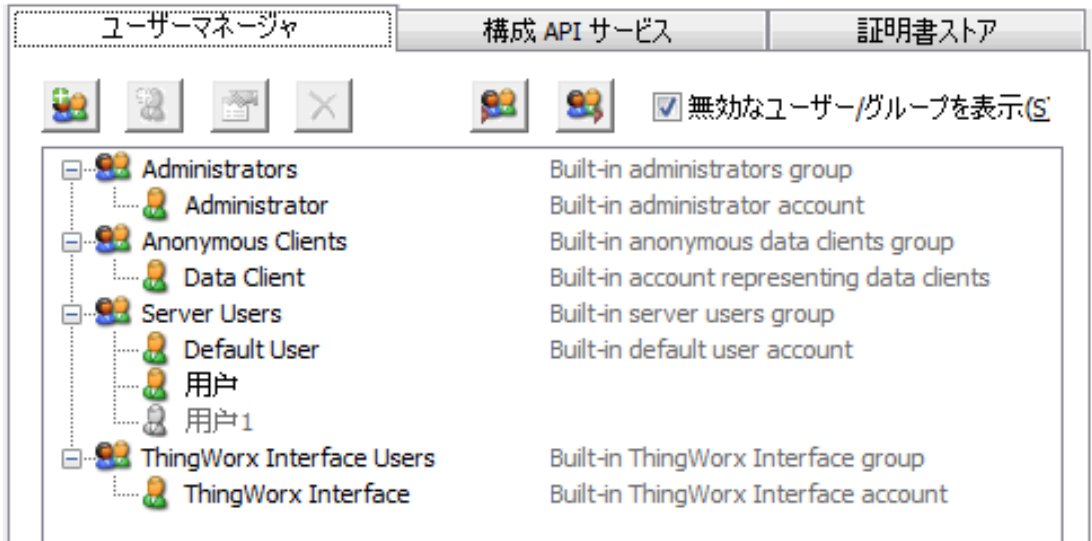 ユーザーマネージャ 構成 API サービス 証明書ストア
無効なユーザー/グループを表示(S
Administrators Built-in administrators group
Administrator Built-in administrator account
Anonymous Clients Built-in anonymous data clients group
Data Client Built-in account representing data clients
Server Users Built-in server users group
Default User Built-in default user account
用户
用户1
ThingWorx Interface Users Built-in ThingWorx Interface group
ThingWorx Interface Built-in ThingWorx Interface account